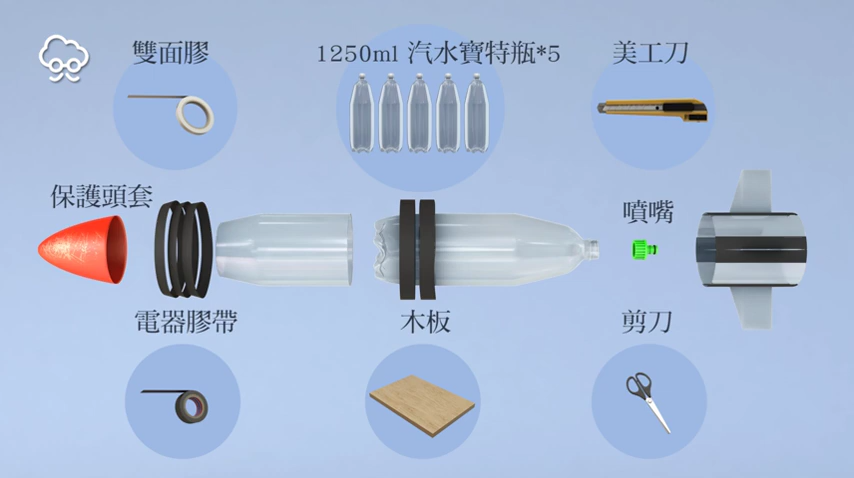 雙面膠
1250ml 汽水寶特瓶*5
美工刀
保護頭套
噴嘴
電器膠帶
木板
剪刀